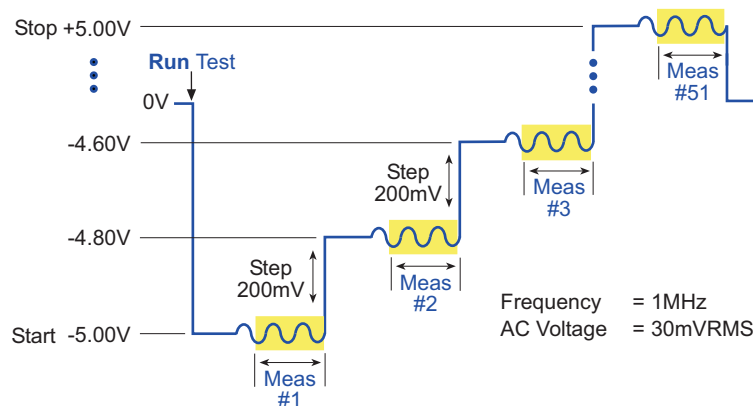 Stop +5.00V
Run Test
0V
Meas
#51
-4.60V
Step
200mV
Meas
#3
-4.80V
Step
200mV
Meas
#2
Frequency = 1MHz
AC Voltage = 30mVRMS
Start -5.00V
Meas
#1